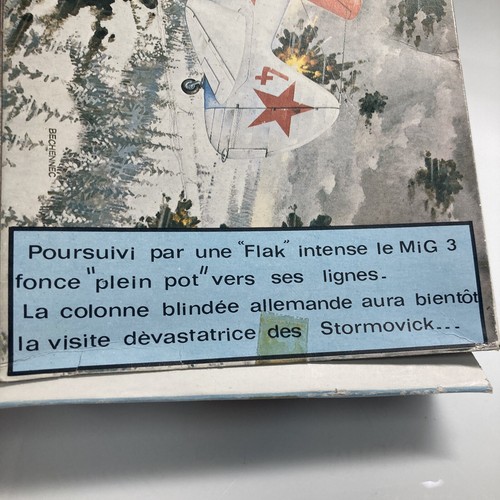 4
BECHENNEC
Poursuivi par une "Flak" intense le MiG 3
fonce "plein pot" vers ses lignes.
La colonne blindée allemande aura bientôt
la visite dèvastatrice des Stormovick...